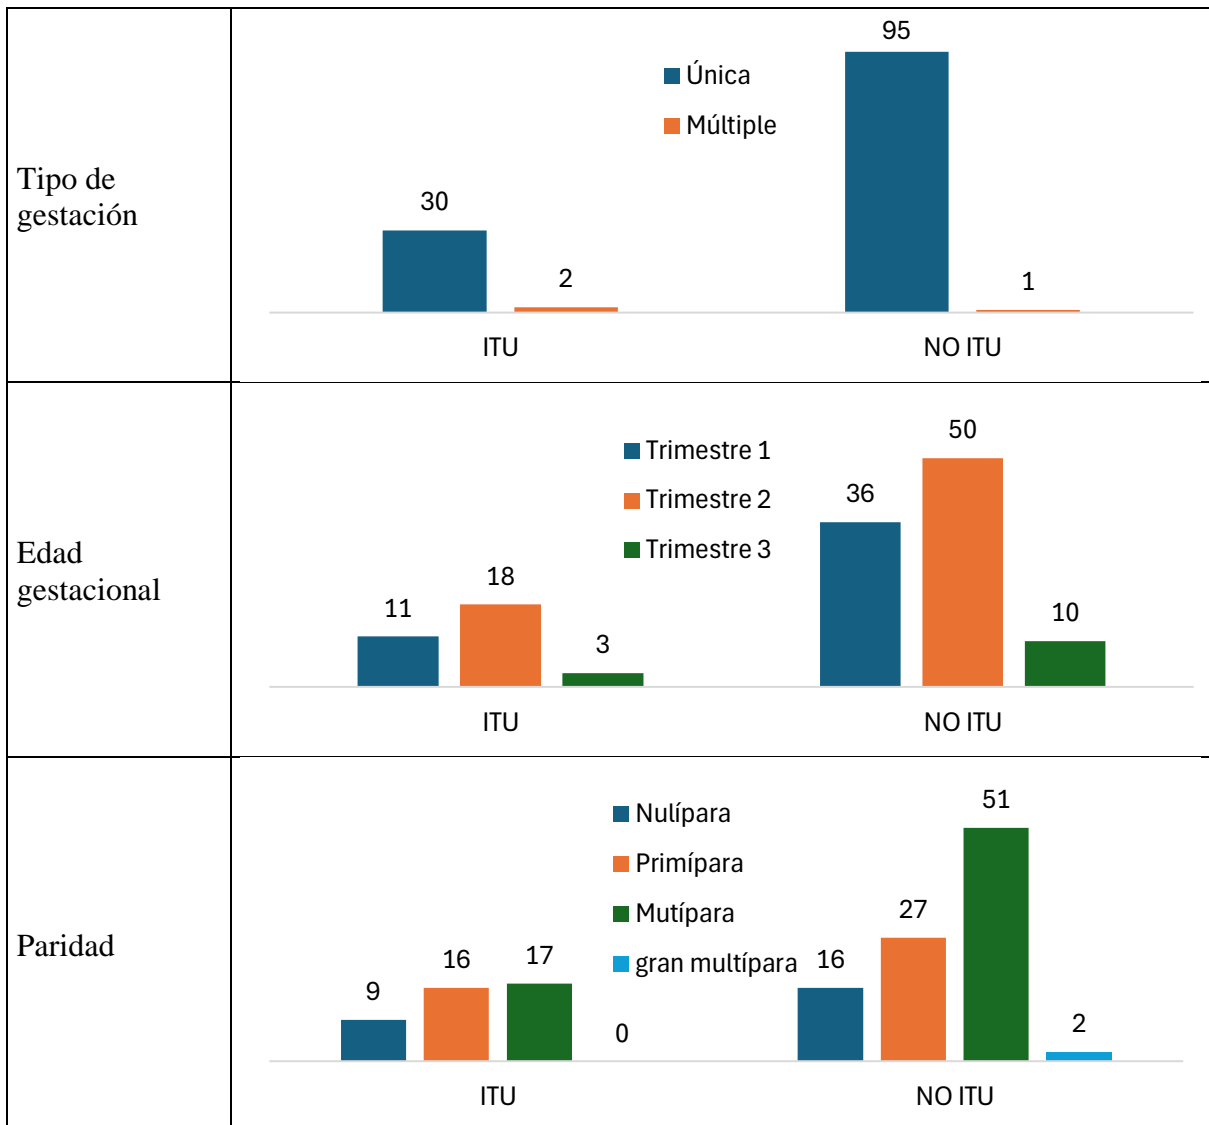 Tipo de
gestación
95
Única
Múltiple
30
2
1
ITU
NO ITU
Edad
gestacional
50
Trimestre 1
36
Trimestre 2
Trimestre 3
18
11
10
3
ITU
NO ITU
Paridad
51
Nulípara
Primípara
27
Mutípara
17
16
gran multípara
16
9
2
0
ITU
NO ITU